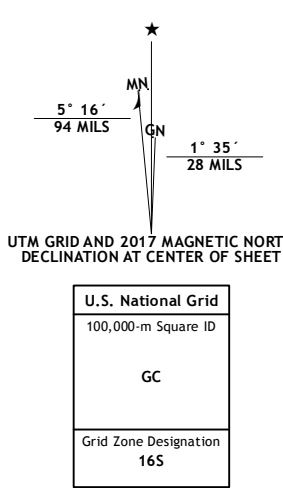 ★
MN
5° 16´
94 MILS
GN
1° 35´
28 MILS
UTM GRID AND 2017 MAGNETIC NORT
DECLINATION AT CENTER OF SHEET
U.S. National Grid
100,000-m Square ID
GC
Grid Zone Designation
16S